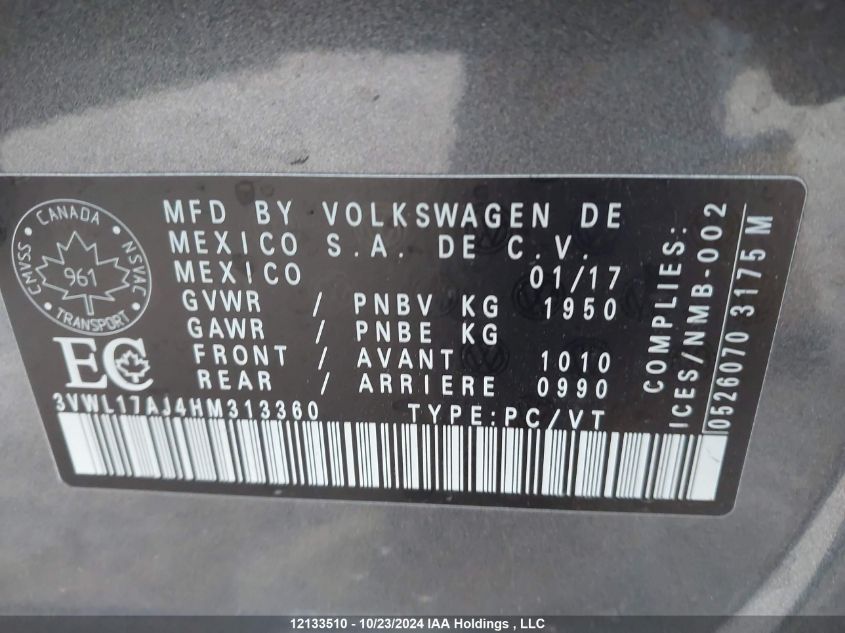 CANADA
CMVSS
NSVAC
961
TRANSPORT
EC
MFD BY VOLKSWAGEN DE
MEXICO S.A. DE C.V.
MEXICO 01/17
GVWR / PNBV KG 1950
GAWR / PNBE KG
FRONT / AVANT 1010
REAR / ARRIERE 0990
3VWL17AJ4HM313360 TYPE:PC/VT
COMPLIES:
ICES/NMB-002
0526070 3175 M
12133510 - 10/23/2024 IAA Holdings , LLC